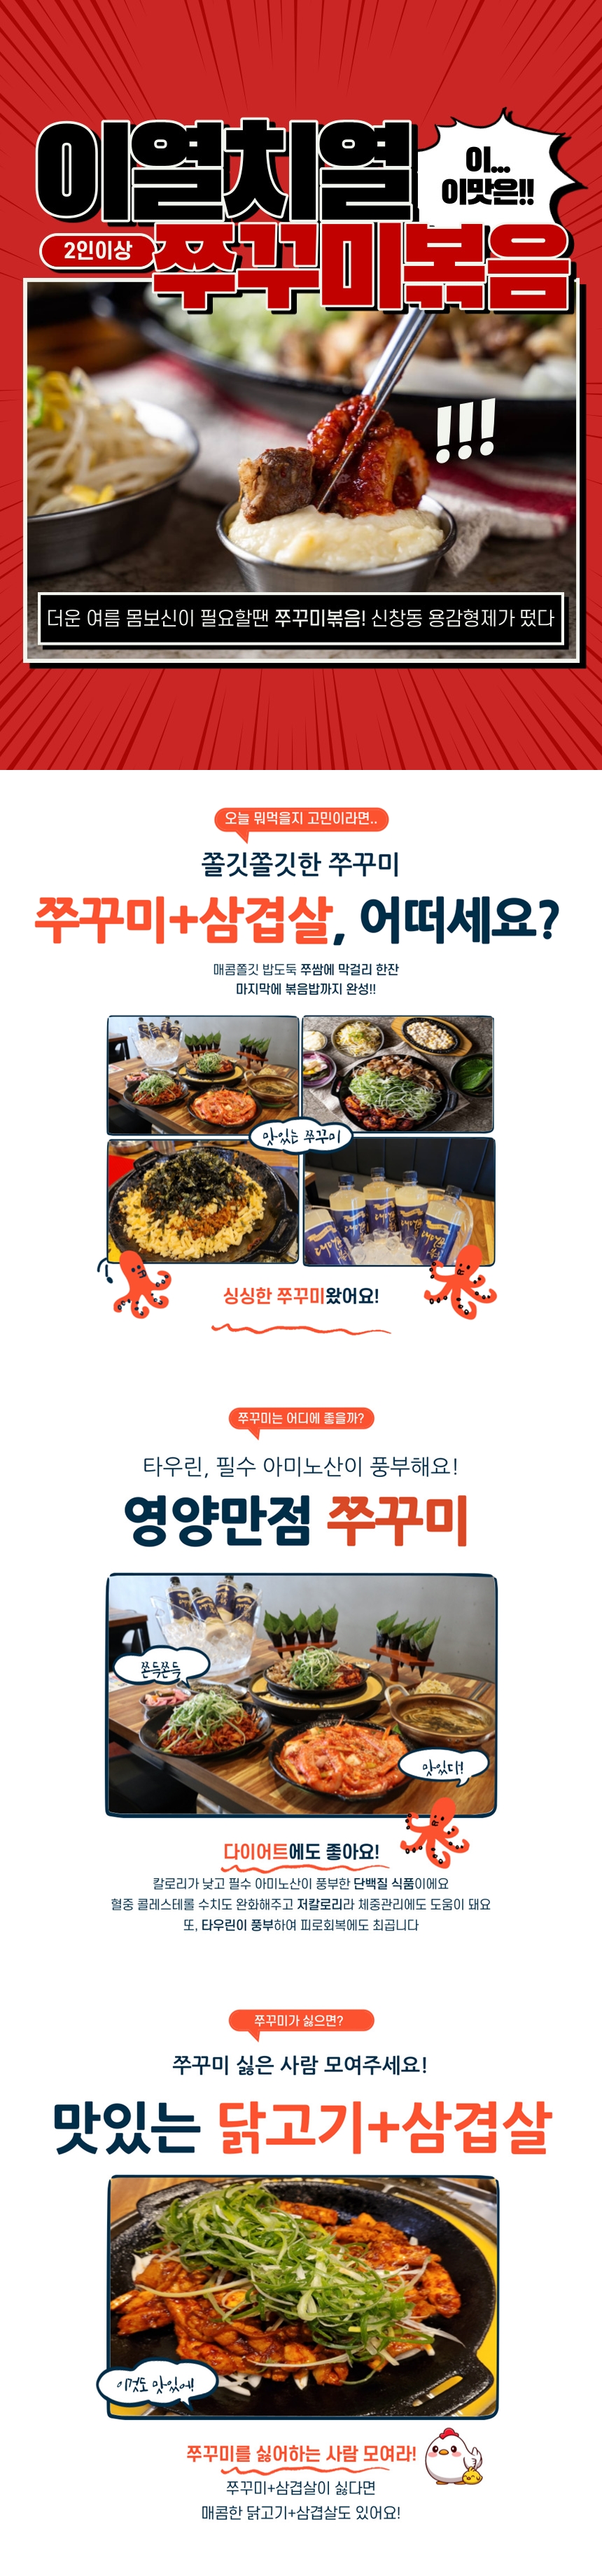 이열치열
이...
이맛은!!
2인이상
쭈꾸미볶음
!!!
더운 여름 몸보신이 필요할땐 쭈꾸미볶음! 신창동 용감형제가 떴다
오늘 뭐먹을지 고민이라면..
쫄깃쫄깃한 쭈꾸미
쭈꾸미+삼겹살, 어떠세요?
매콤쫄깃 밥도둑 쭈쌈에 막걸리 한잔
마지막에 볶음밥까지 완성!!
맛있는 쭈꾸미
싱싱한 쭈꾸미왔어요!
쭈꾸미는 어디에 좋을까?
타우린, 필수 아미노산이 풍부해요!
영양만점 쭈꾸미
쫀득쫀득
맛있다!
다이어트에도 좋아요!
칼로리가 낮고 필수 아미노산이 풍부한 단백질 식품이에요
혈중 콜레스테롤 수치도 완화해주고 저칼로리라 체중관리에도 도움이 돼요
또, 타우린이 풍부하여 피로회복에도 최곱니다
쭈꾸미가 싫으면?
쭈꾸미 싫은 사람 모여주세요!
맛있는 닭고기+삼겹살
이것도 맛있어!
쭈꾸미를 싫어하는 사람 모여라!
쭈꾸미+삼겹살이 싫다면
매콤한 닭고기+삼겹살도 있어요!